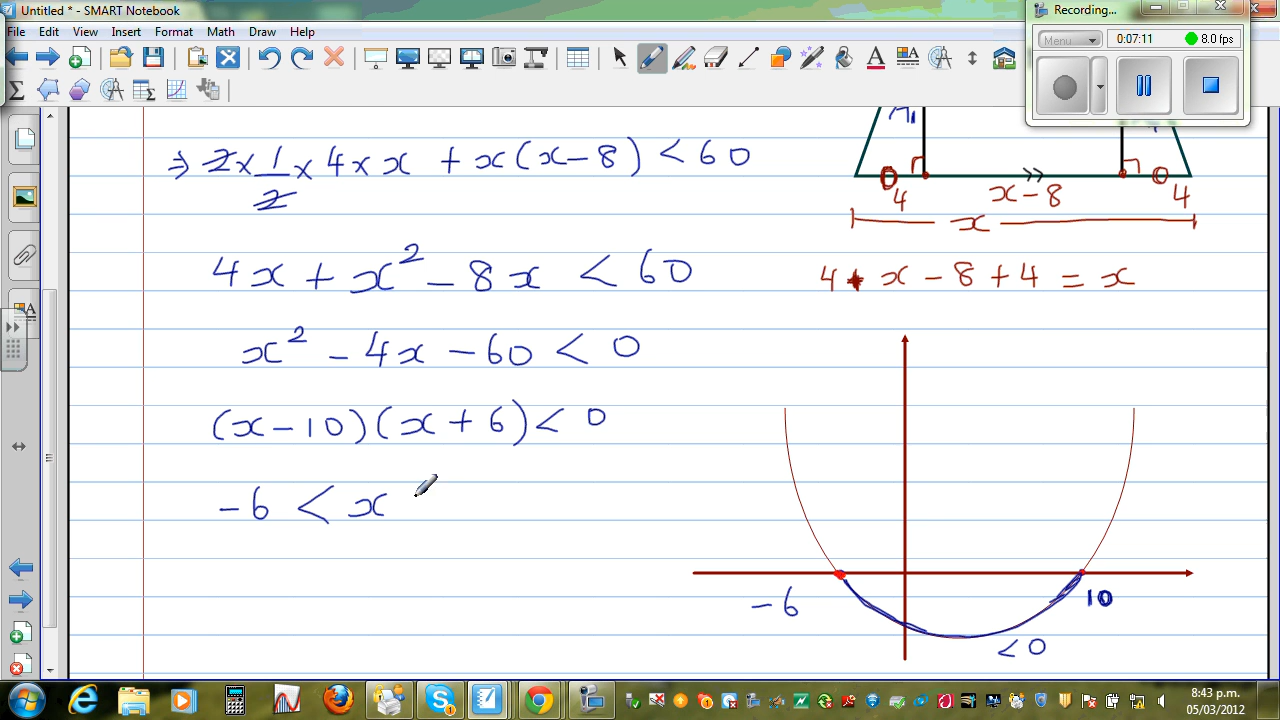 Untitled * - SMART Notebook
File Edit View Insert Format Math Draw Help
Recording...
Menu 0:07:11 8.0 fps
⇒ 2 × 1/2 × 4 × x + x(x-8) < 60
4x + x² - 8x < 60
x² - 4x - 60 < 0
(x-10)(x+6) < 0
-6 < x
A₁
4 x-8 4
x
4 + x - 8 + 4 = x
-6 10
<0
8:43 p.m.
05/03/2012